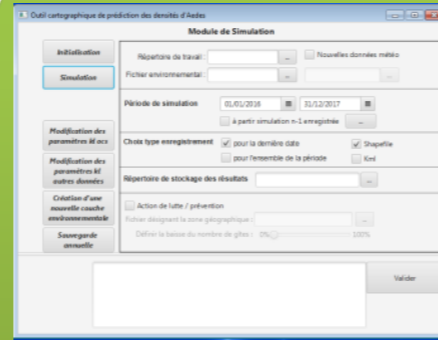 Outil cartographique de prédiction des densités d'Aedes
Module de Simulation
Initialisation
Simulation
Modification des
paramètres kl ocs
Modification des
paramètres kl
autres données
Création d'une
nouvelle couche
environnementale
Sauvegarde
annuelle
Répertoire de travail :
...
Nouvelles données météo
Fichier environnemental :
...
...
Période de simulation
01/01/2016
31/12/2017
à partir simulation n-1 enregistrée
...
Choix type enregistrement
pour la dernière date
Shapefile
pour l'ensemble de la période
Kml
Répertoire de stockage des résultats
...
Action de lutte / prévention
Fichier désignant la zone géographique :
...
Définir la baisse du nombre de gîtes :
0%
100%
Valider